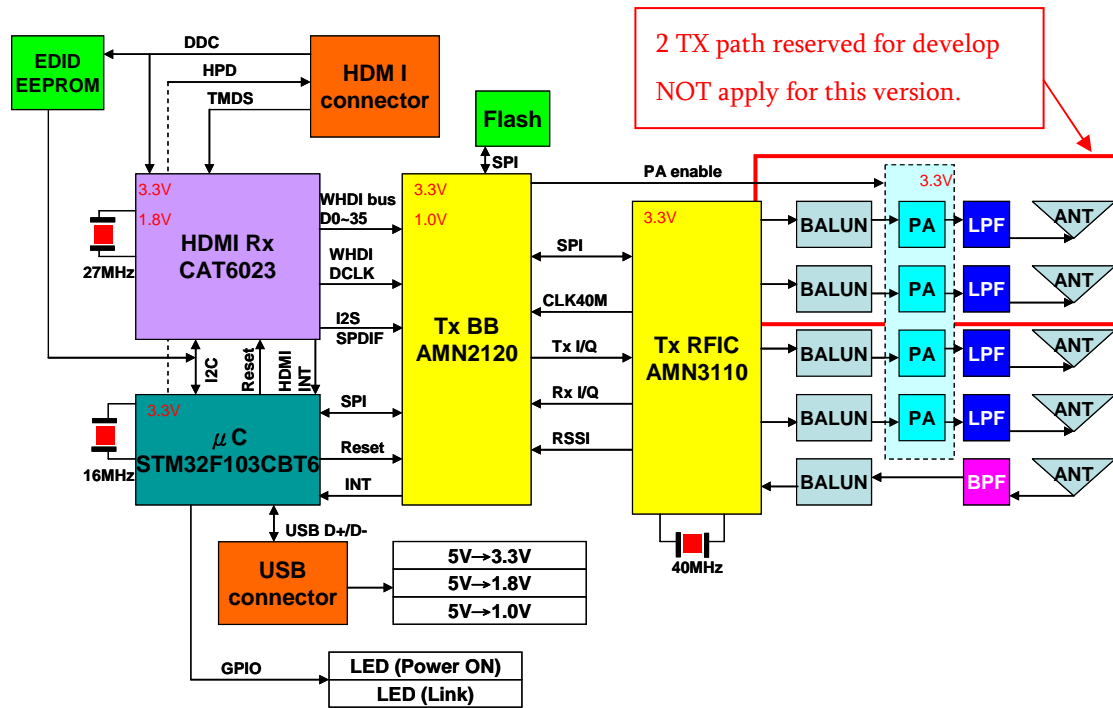 2 TX path reserved for develop
NOT apply for this version.
EDID
EEPROM
DDC
HPD
TMDS
HDM I
connector
Flash
SPI
PA enable
3.3V
1.8V
HDMI Rx
CAT6023
27MHz
WHDI bus
D0~35
WHDI
DCLK
I2S
SPDIF
3.3V
1.0V
Tx BB
AMN2120
SPI
CLK40M
Tx I/Q
Rx I/Q
RSSI
3.3V
Tx RFIC
AMN3110
40MHz
3.3V
BALUN
PA
LPF
ANT
BALUN
PA
LPF
ANT
BALUN
PA
LPF
ANT
BALUN
PA
LPF
ANT
BALUN
BPF
ANT
I2C
Reset
HDMI
INT
3.3V
μC
STM32F103CBT6
16MHz
SPI
Reset
INT
USB D+/D-
USB
connector
5V→3.3V
5V→1.8V
5V→1.0V
GPIO
LED (Power ON)
LED (Link)